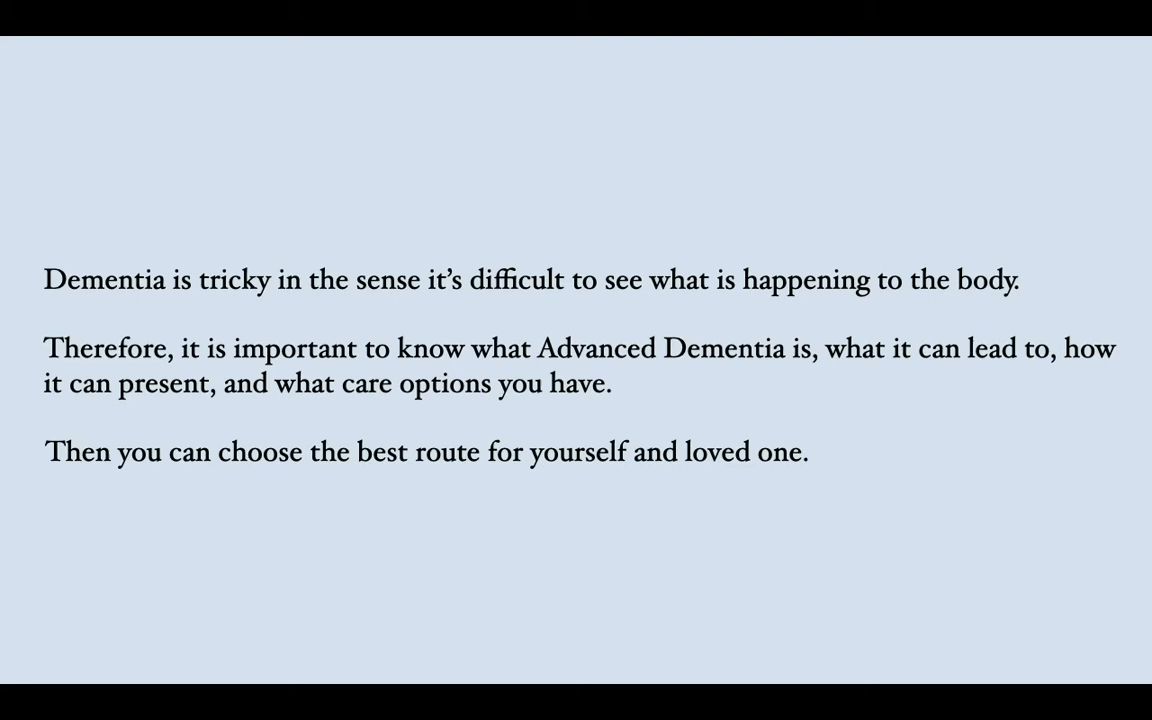 Dementia is tricky in the sense it’s difficult to see what is happening to the body.
Therefore, it is important to know what Advanced Dementia is, what it can lead to, how
it can present, and what care options you have.
Then you can choose the best route for yourself and loved one.